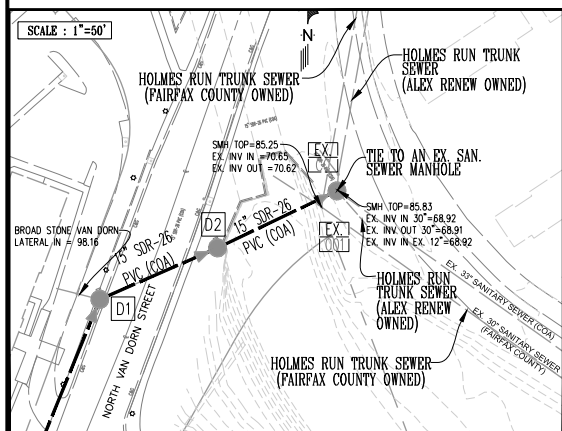 SCALE : 1"=50'
N
HOLMES RUN TRUNK SEWER
(FAIRFAX COUNTY OWNED)
HOLMES RUN TRUNK
SEWER
(ALEX RENEW OWNED)
SMH TOP=85.25
EX. INV IN =70.65
EX. INV OUT =70.62
EX.
TIE TO AN EX. SAN.
SEWER MANHOLE
SMH TOP=85.83
EX. INV IN 30"=68.92
EX. INV OUT 30"=68.91
EX. INV IN EX. 12"=68.92
BROAD STONE VAN DORN
LATERAL IN = 98.16
D2
15" SDR-26
PVC (COA)
15" SDR-26
PVC (COA)
EX.
D1
NORTH VAN DORN STREET
HOLMES RUN
TRUNK SEWER
(ALEX RENEW
OWNED)
EX. 33" SANITARY SEWER (COA)
EX. 30" SANITARY SEWER
(FAIRFAX COUNTY)
HOLMES RUN TRUNK SEWER
(FAIRFAX COUNTY OWNED)